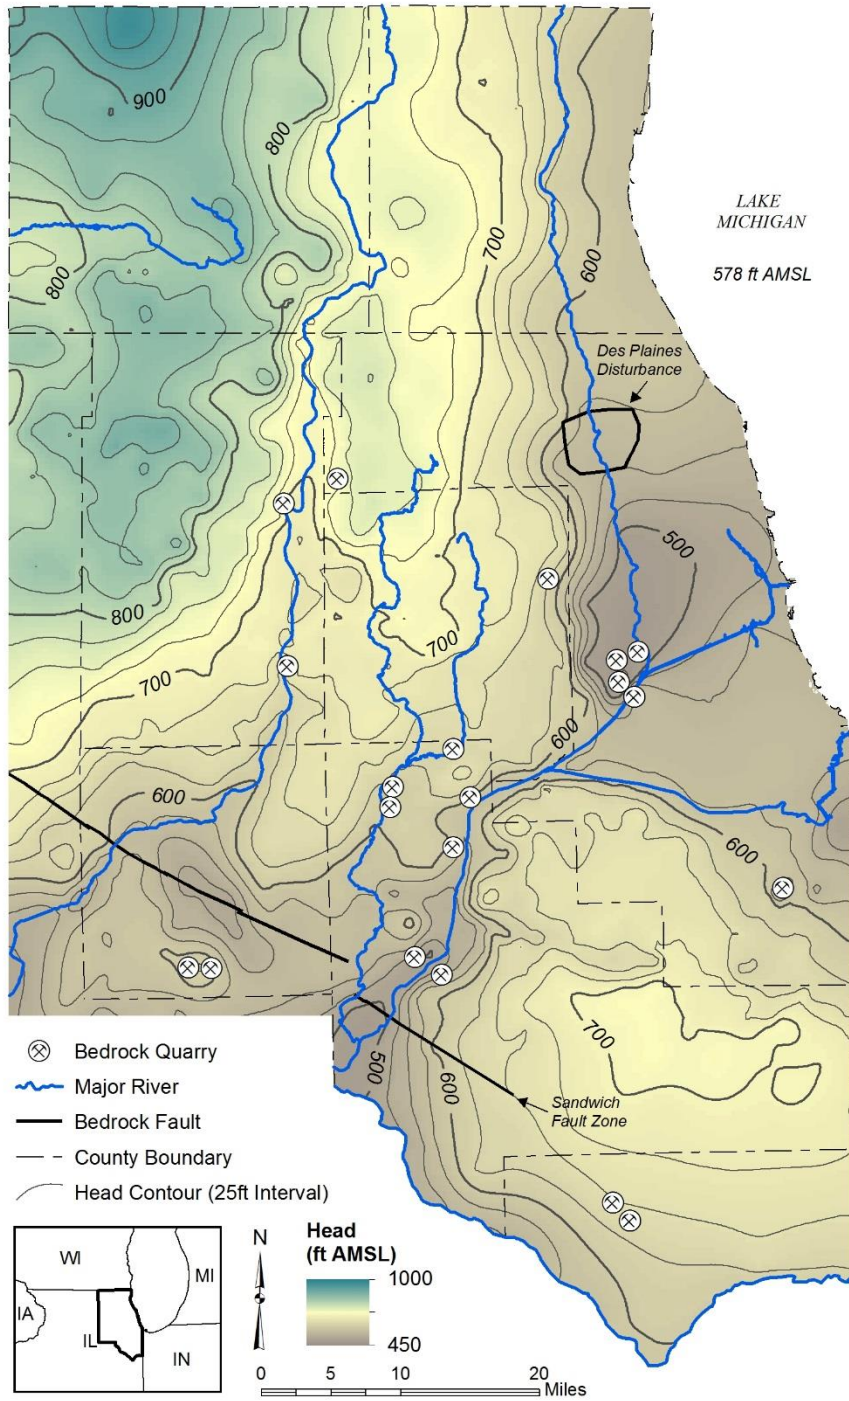 900
800
700
600
800
LAKE
MICHIGAN
578 ft AMSL
Des Plaines
Disturbance
500
800
700
700
600
600
600
700
500
600
Sandwich
Fault Zone
Bedrock Quarry
Major River
Bedrock Fault
County Boundary
Head Contour (25ft Interval)
WI
MI
IA
IL
IN
N
Head
(ft AMSL)
1000
450
0 5 10 20
Miles